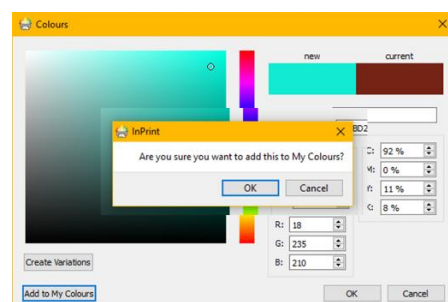 Colours
new
current
BD2
InPrint
Are you sure you want to add this to My Colours?
OK
Cancel
C: 92 %
M: 0 %
Y: 11 %
8 %
R: 18
G: 235
B: 210
Create Variations
Add to My Colours
OK
Cancel